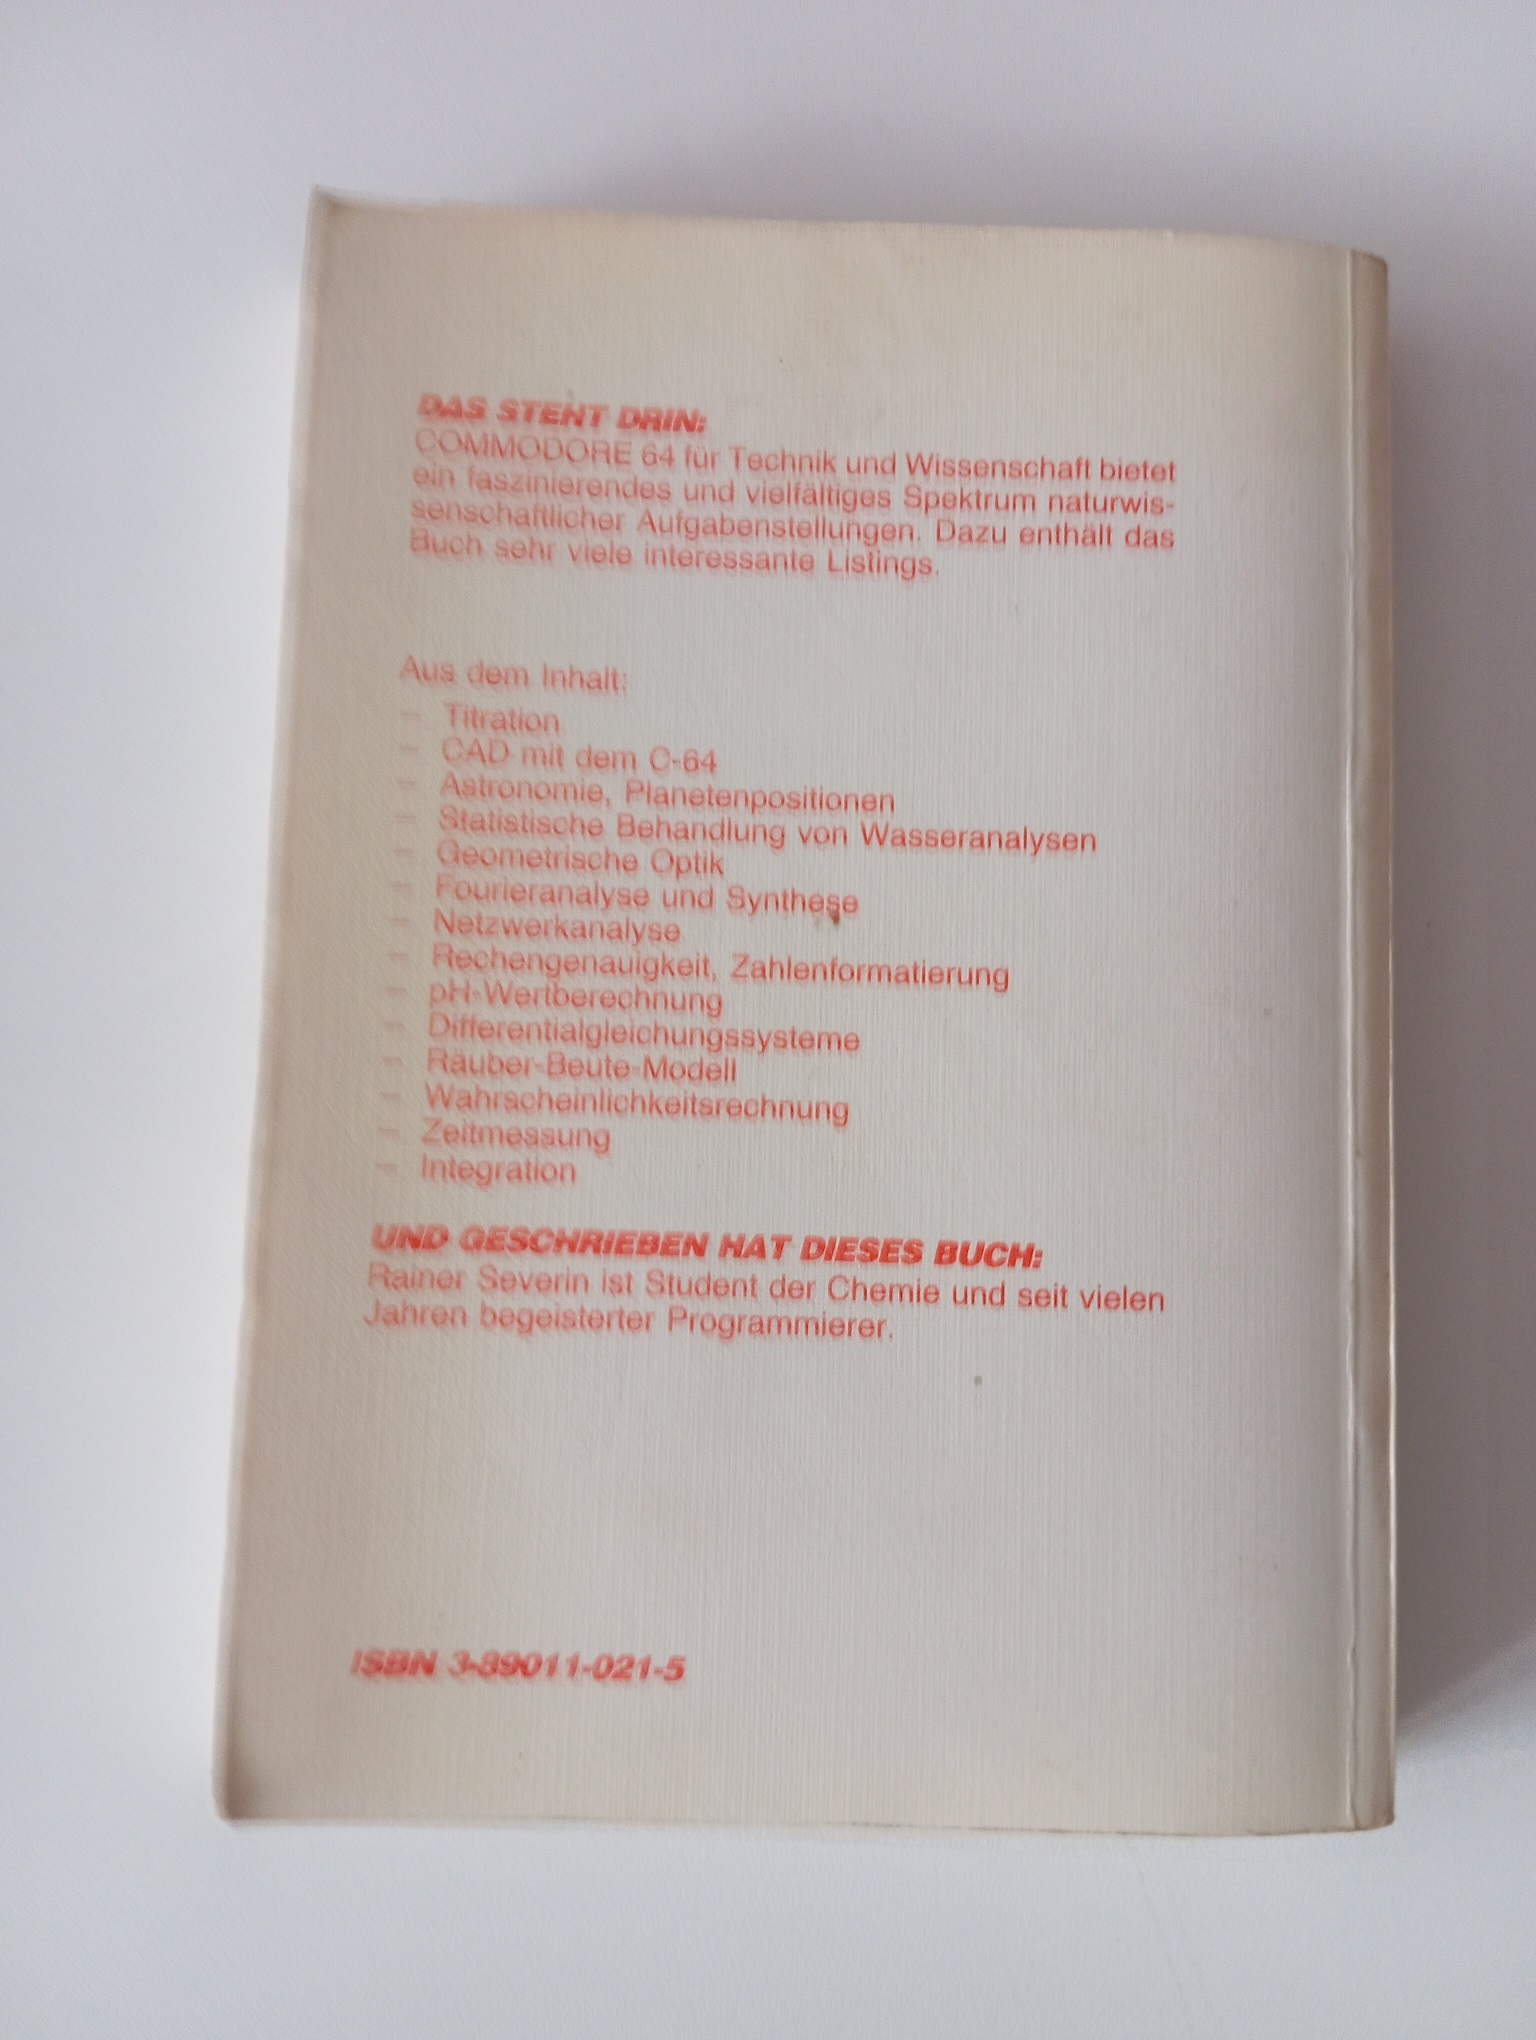 DAS STEHT DRIN:
COMMODORE 64 für Technik und Wissenschaft bietet
ein faszinierendes und vielfältiges Spektrum naturwis-
senschaftlicher Aufgabenstellungen. Dazu enthält das
Buch sehr viele interessante Listings.
Aus dem Inhalt:
– Titration
– CAD mit dem C-64
– Astronomie, Planetenpositionen
– Statistische Behandlung von Wasseranalysen
– Geometrische Optik
– Fourieranalyse und Synthese
– Netzwerkanalyse
– Rechengenauigkeit, Zahlenformatierung
– pH-Wertberechnung
– Differentialgleichungssysteme
– Räuber-Beute-Modell
– Wahrscheinlichkeitsrechnung
– Zeitmessung
– Integration
UND GESCHRIEBEN HAT DIESES BUCH:
Rainer Severin ist Student der Chemie und seit vielen
Jahren begeisterter Programmierer.
ISBN 3-89011-021-5